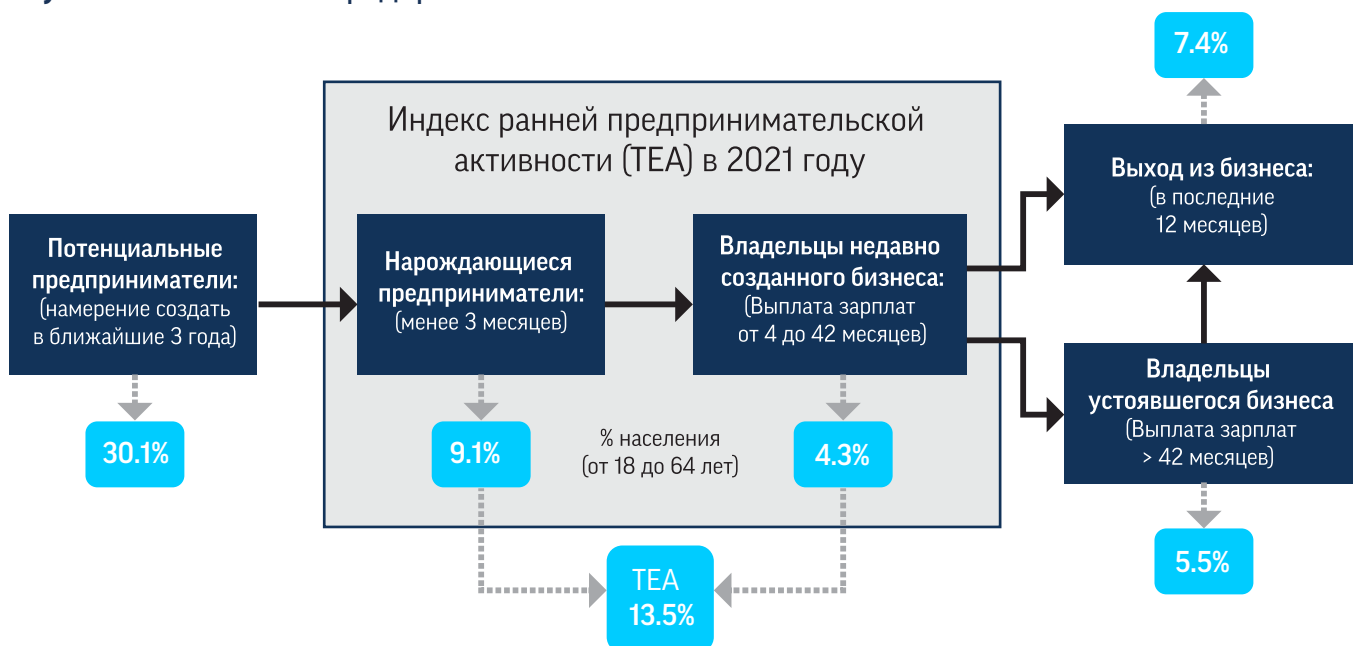 7.4%
Индекс ранней предпринимательской
активности (TEA) в 2021 году
Выход из бизнеса:
(в последние
12 месяцев)
Потенциальные
предприниматели:
(намерение создать
в ближайшие 3 года)
Нарождающиеся
предприниматели:
(менее 3 месяцев)
Владельцы недавно
созданного бизнеса:
(Выплата зарплат
от 4 до 42 месяцев)
Владельцы
устоявшегося бизнеса
(Выплата зарплат
> 42 месяцев)
30.1%
9.1%
% населения
(от 18 до 64 лет)
4.3%
5.5%
TEA
13.5%